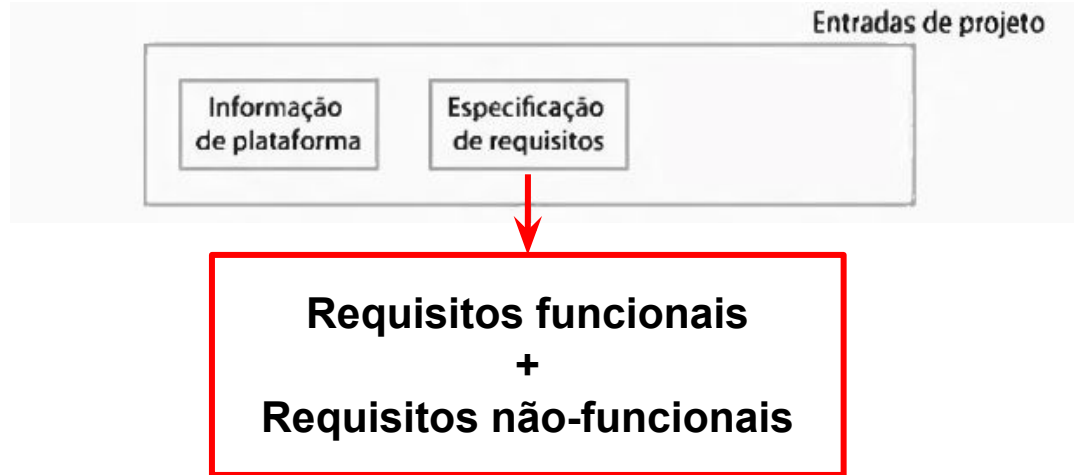 Entradas de projeto
Informação
de plataforma
Especificação
de requisitos
Requisitos funcionais
+
Requisitos não-funcionais